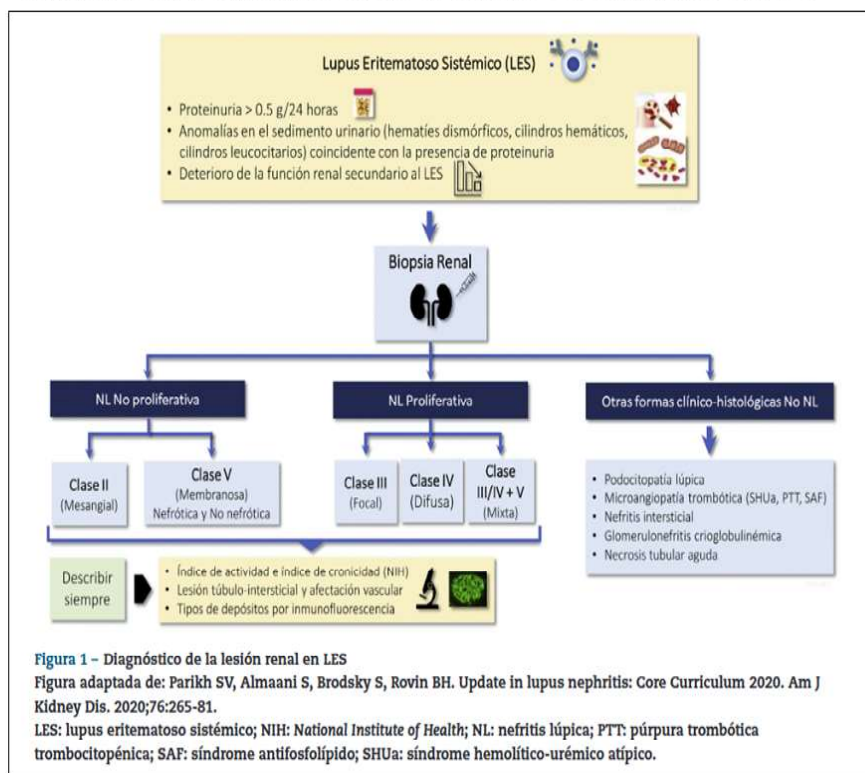 Lupus Eritematoso Sistémico (LES)
• Proteinuria > 0.5 g/24 horas
• Anomalías en el sedimento urinario (hematíes dismórficos, cilindros hemáticos,
cilindros leucocitarios) coincidente con la presencia de proteinuria
• Deterioro de la función renal secundario al LES
Biopsia Renal
NL No proliferativa
NL Proliferativa
Otras formas clínico-histológicas No NL
Clase II
(Mesangial)
Clase V
(Membranosa)
Nefrótica y No nefrótica
Clase III
(Focal)
Clase IV
(Difusa)
Clase
III/IV + V
(Mixta)
• Podocitopatía lúpica
• Microangiopatía trombótica (SHUa, PTT, SAF)
• Nefritis intersticial
• Glomerulonefritis crioglobulinémica
• Necrosis tubular aguda
Describir
siempre
• Índice de actividad e índice de cronicidad (NIH)
• Lesión túbulo-intersticial y afectación vascular
• Tipos de depósitos por inmunofluorescencia
Figura 1 – Diagnóstico de la lesión renal en LES
Figura adaptada de: Parikh SV, Almaani S, Brodsky S, Rovin BH. Update in lupus nephritis: Core Curriculum 2020. Am J
Kidney Dis. 2020;76:265-81.
LES: lupus eritematoso sistémico; NIH: National Institute of Health; NL: nefritis lúpica; PTT: púrpura trombótica
trombocitopénica; SAF: síndrome antifosfolípido; SHUa: síndrome hemolítico-urémico atípico.